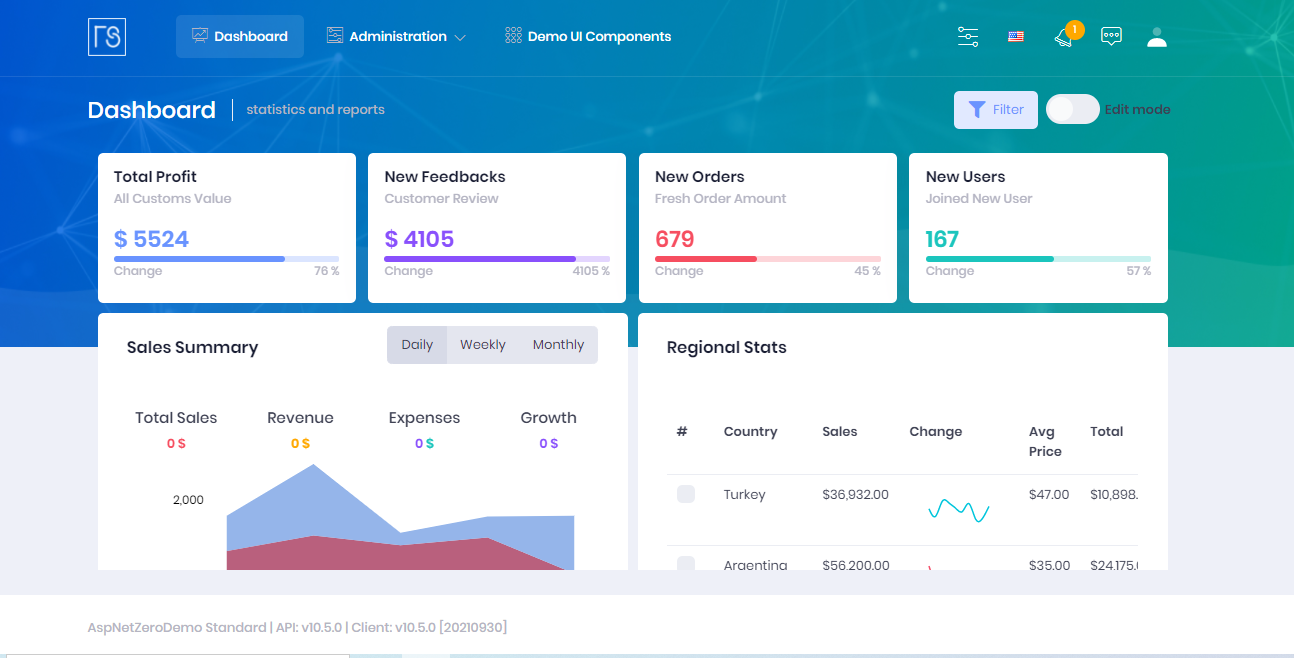 Dashboard
Administration
Demo UI Components
1
Dashboard
statistics and reports
Filter
Edit mode
Total Profit
All Customs Value
$ 5524
Change
76 %
New Feedbacks
Customer Review
$ 4105
Change
4105 %
New Orders
Fresh Order Amount
679
Change
45 %
New Users
Joined New User
167
Change
57 %
Sales Summary
Daily
Weekly
Monthly
Total Sales
Revenue
Expenses
Growth
0 $
0 $
0 $
0 $
2,000
Regional Stats
# Country Sales Change Avg Price Total
Turkey $36,932.00 $47.00 $10,898.
Argentina $56,200.00 $35.00 $24,175.
AspNetZeroDemo Standard | API: v10.5.0 | Client: v10.5.0 [20210930]